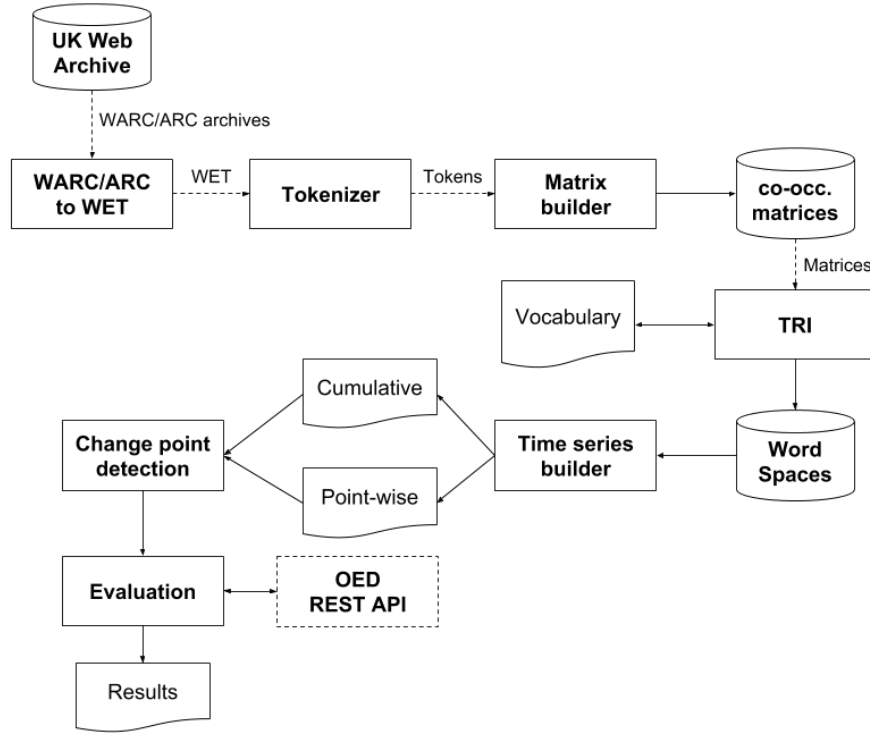 UK Web
Archive
WARC/ARC archives
WARC/ARC
to WET
WET
Tokenizer
Tokens
Matrix
builder
co-occ.
matrices
Matrices
Vocabulary
TRI
Cumulative
Change point
detection
Time series
builder
Word
Spaces
Point-wise
Evaluation
OED
REST API
Results